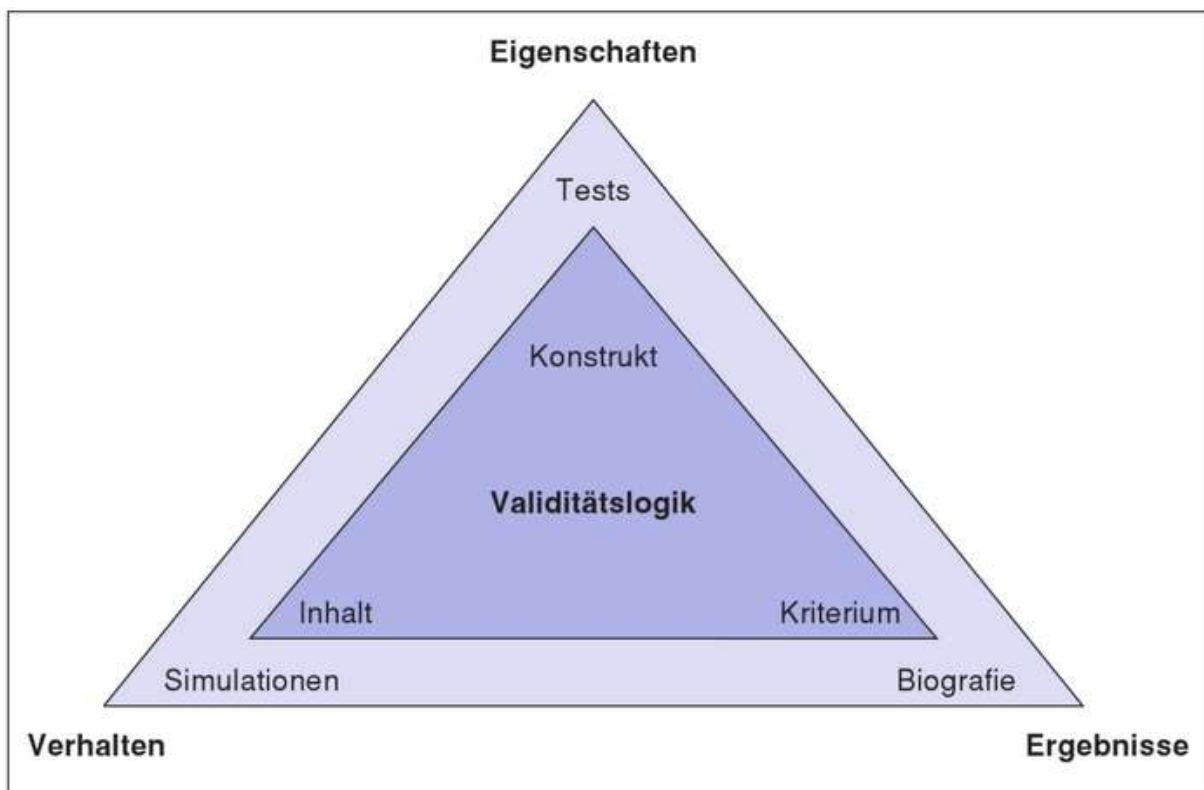 Eigenschaften
Tests
Konstrukt
Validitätslogik
Inhalt
Kriterium
Simulationen
Biografie
Verhalten
Ergebnisse